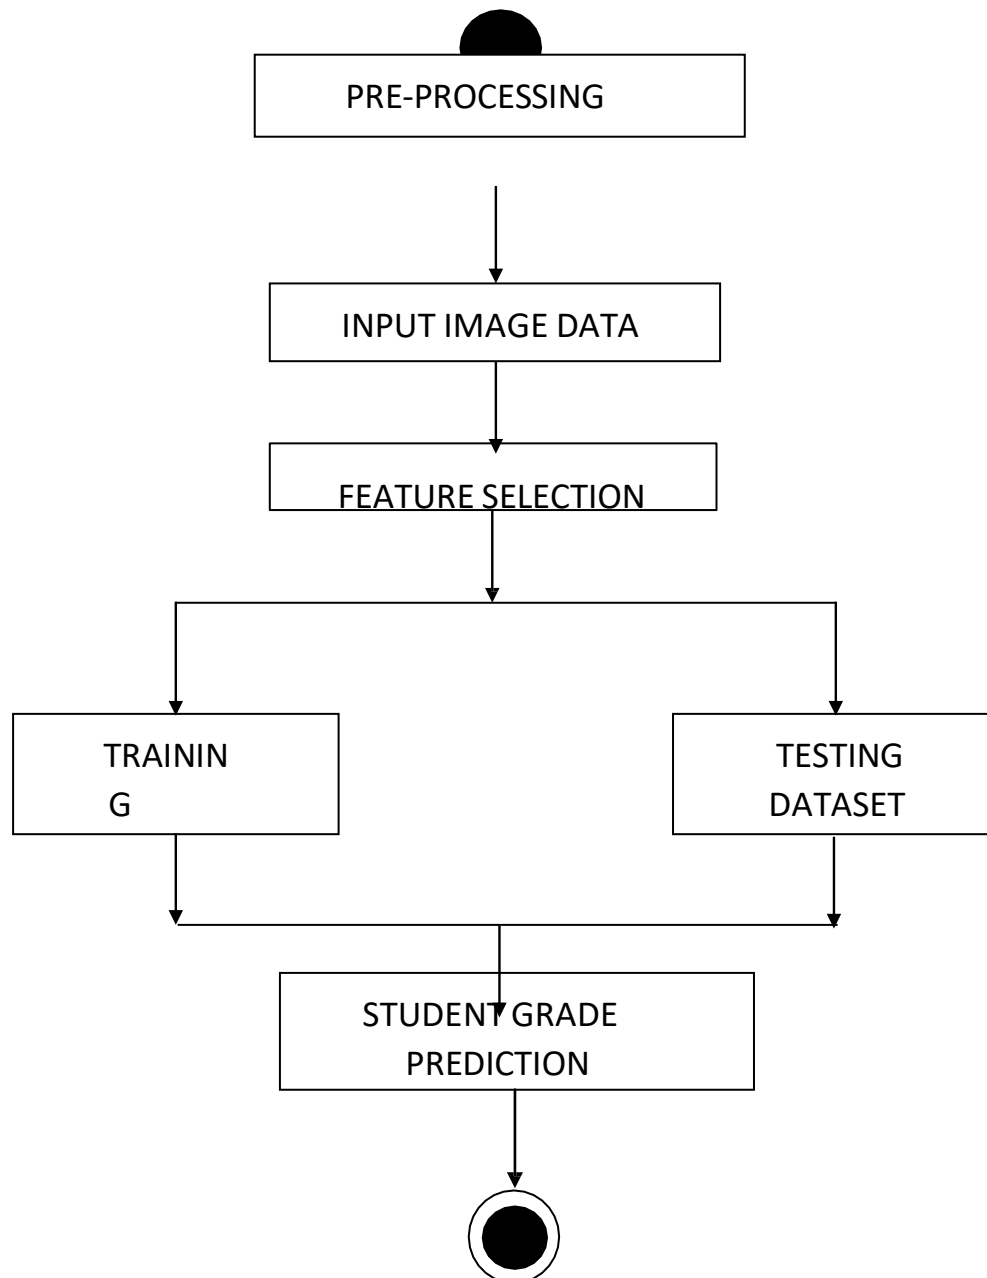 PRE-PROCESSING
INPUT IMAGE DATA
FEATURE SELECTION
TRAININ
G
TESTING
DATASET
STUDENT GRADE
PREDICTION